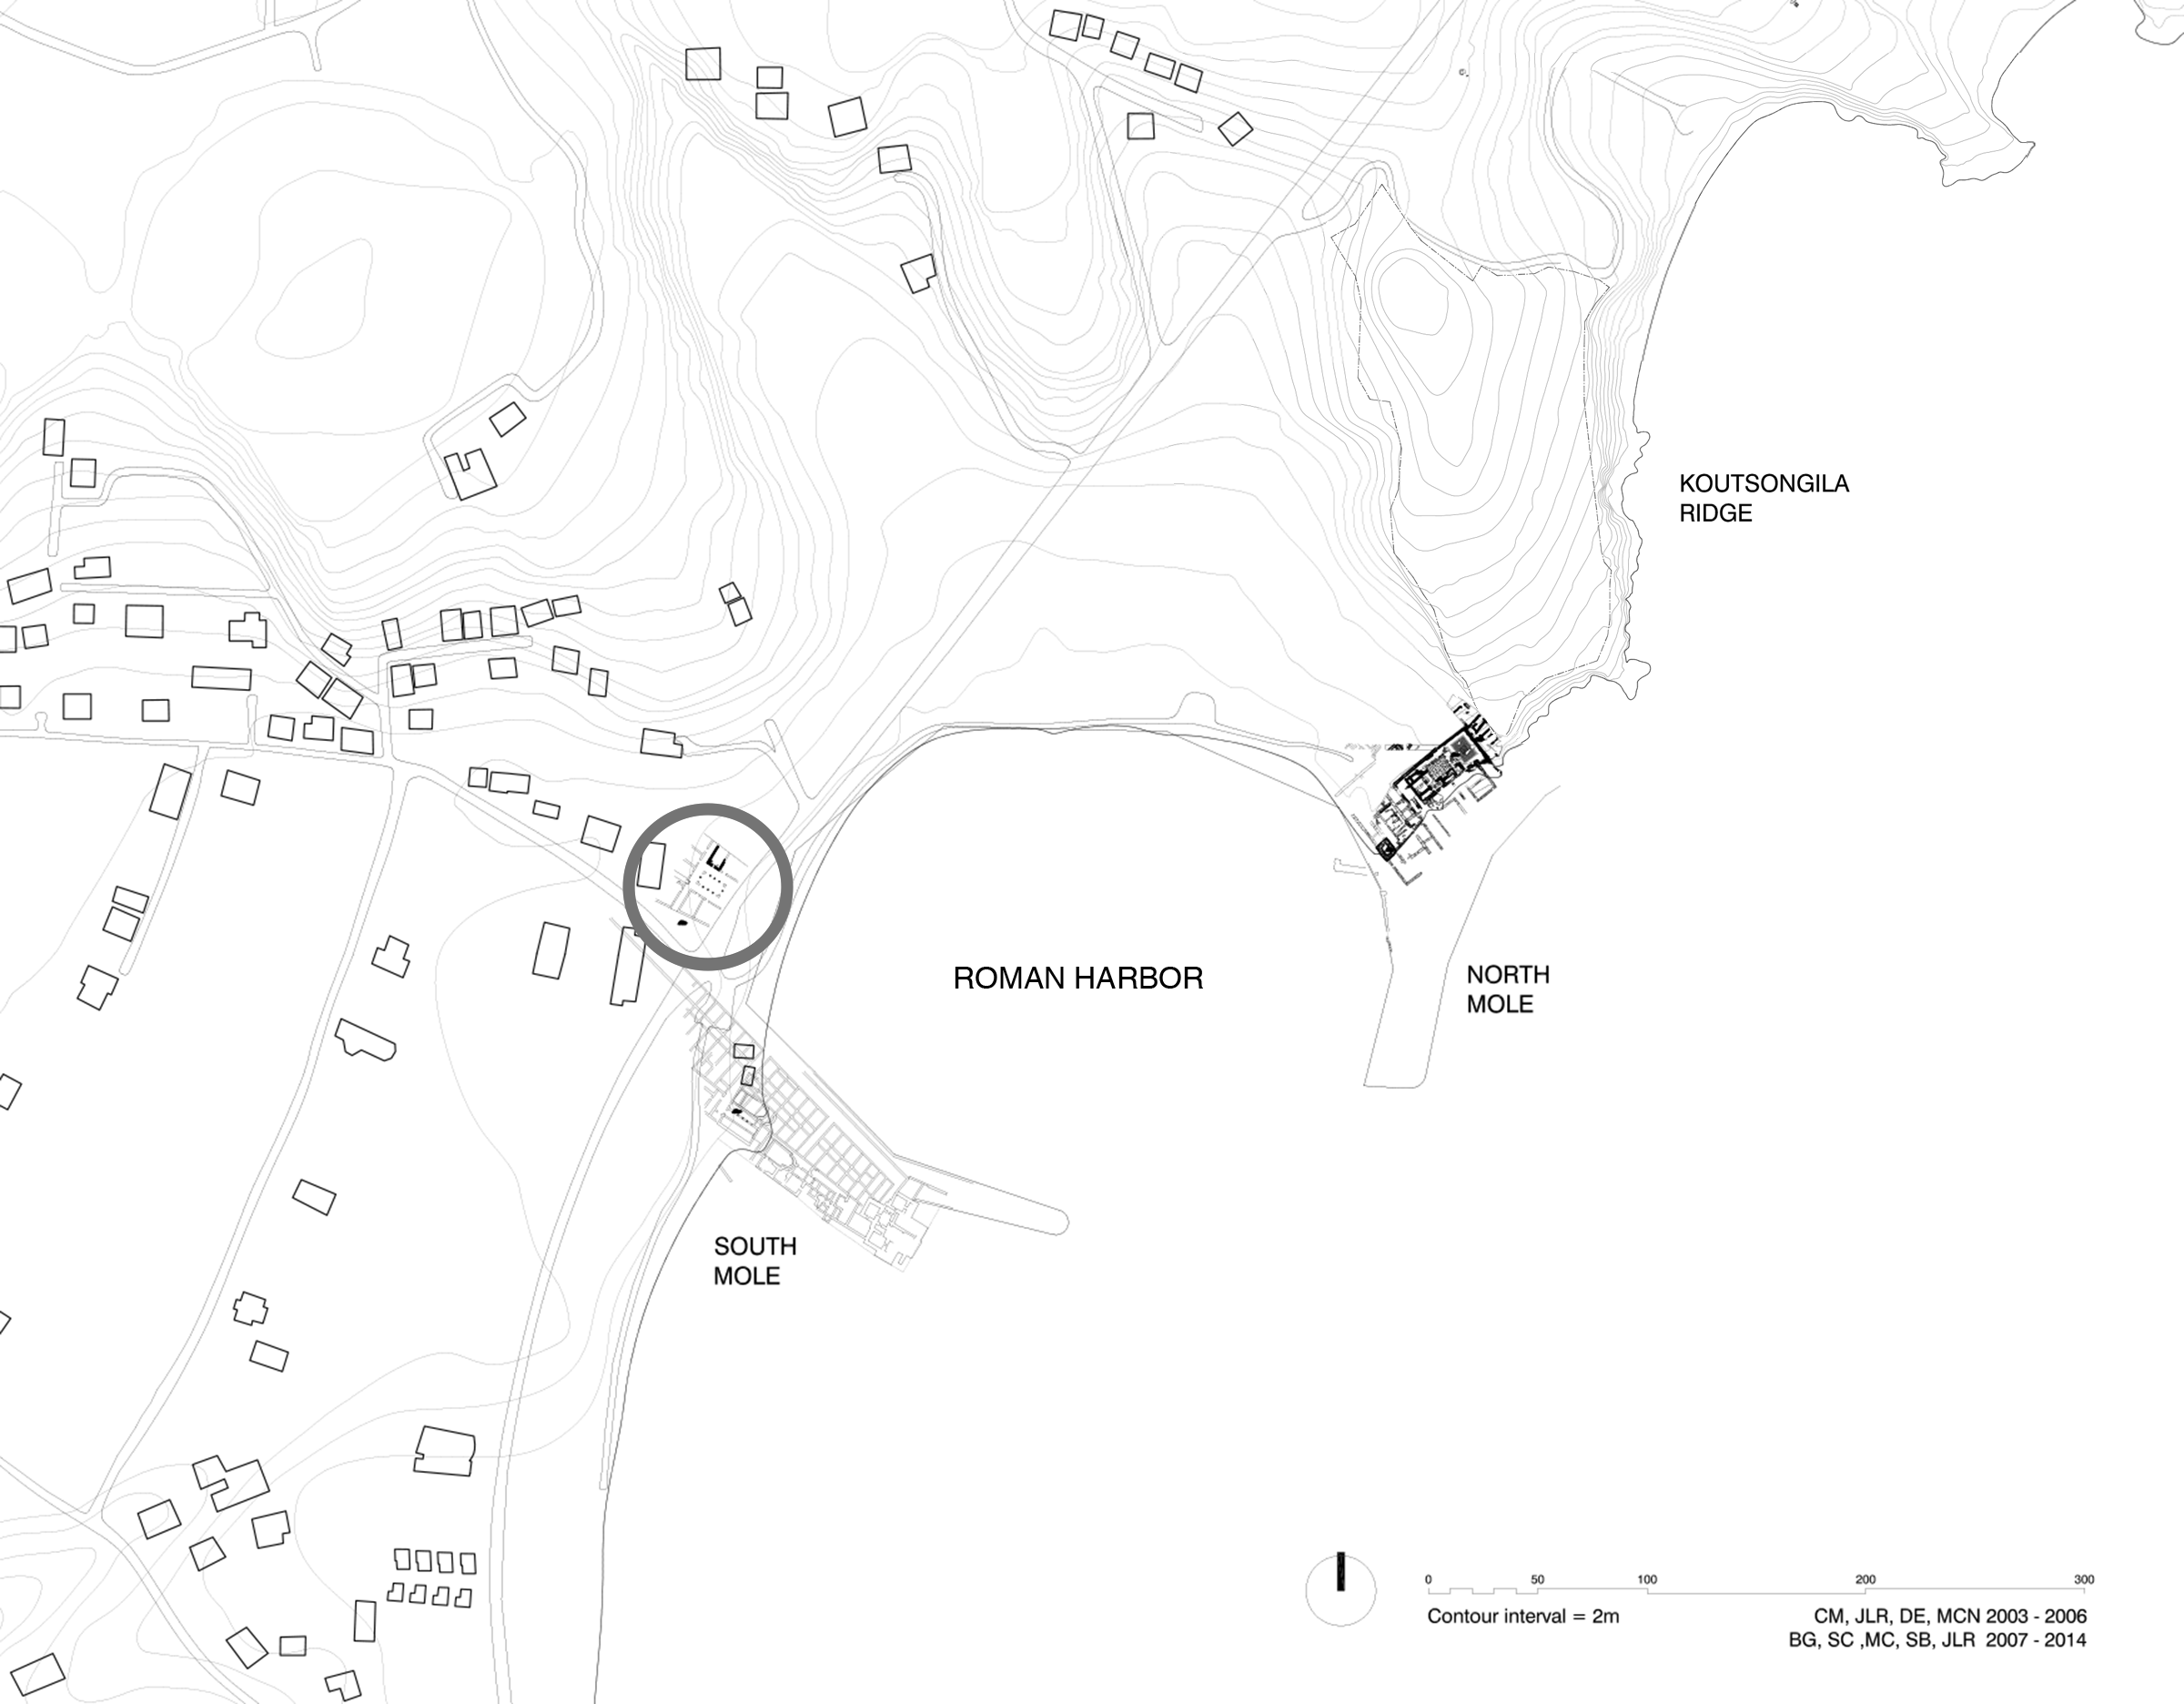 KOUTSONGILA
RIDGE
ROMAN HARBOR
NORTH
MOLE
SOUTH
MOLE
0 50 100 200 300
Contour interval = 2m
CM, JLR, DE, MCN 2003 - 2006
BG, SC ,MC, SB, JLR 2007 - 2014